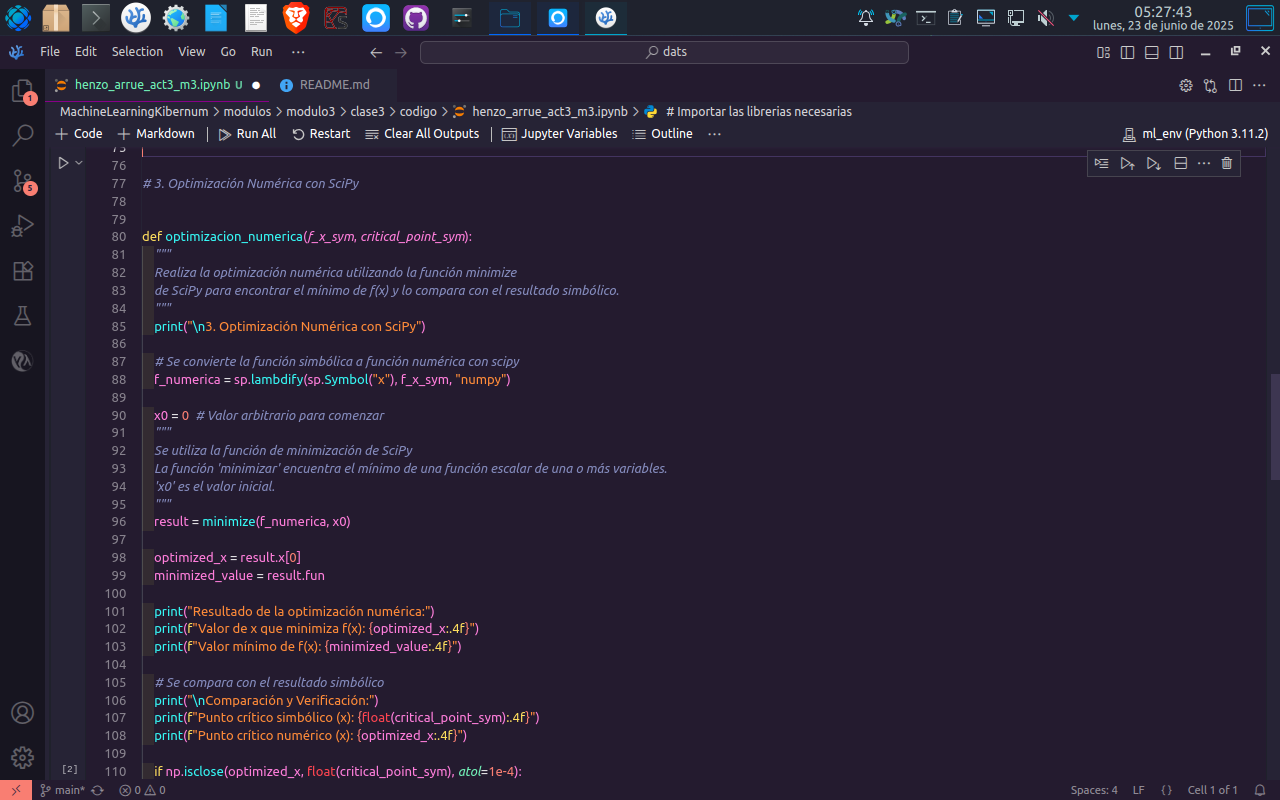 05:27:43
lunes, 23 de junio de 2025
File Edit Selection View Go Run ···
dats
henzo_arrue_act3_m3.ipynb U ●
README.md
MachineLearningKibernum > modulos > modulo3 > clase3 > codigo > henzo_arrue_act3_m3.ipynb > # Importar las librerias necesarias
+ Code + Markdown | Run All Restart Clear All Outputs | Jupyter Variables Outline ···
ml_env (Python 3.11.2)
75
76
77 # 3. Optimización Numérica con SciPy
78
79
80 def optimizacion_numerica(f_x_sym, critical_point_sym):
81 """
82 Realiza la optimización numérica utilizando la función minimize
83 de SciPy para encontrar el mínimo de f(x) y lo compara con el resultado simbólico.
84 """
85 print("\n3. Optimización Numérica con SciPy")
86
87 # Se convierte la función simbólica a función numérica con scipy
88 f_numerica = sp.lambdify(sp.Symbol("x"), f_x_sym, "numpy")
89
90 x0 = 0 # Valor arbitrario para comenzar
91 """
92 Se utiliza la función de minimización de SciPy
93 La función 'minimizar' encuentra el mínimo de una función escalar de una o más variables.
94 'x0' es el valor inicial.
95 """
96 result = minimize(f_numerica, x0)
97
98 optimized_x = result.x[0]
99 minimized_value = result.fun
100
101 print("Resultado de la optimización numérica:")
102 print(f"Valor de x que minimiza f(x): {optimized_x:.4f}")
103 print(f"Valor mínimo de f(x): {minimized_value:.4f}")
104
105 # Se compara con el resultado simbólico
106 print("\nComparación y Verificación:")
107 print(f"Punto crítico simbólico (x): {float(critical_point_sym):.4f}")
108 print(f"Punto crítico numérico (x): {optimized_x:.4f}")
109
110 if np.isclose(optimized_x, float(critical_point_sym), atol=1e-4):
[2]
1
5
main* 0 0
Spaces: 4 LF {} Cell 1 of 1